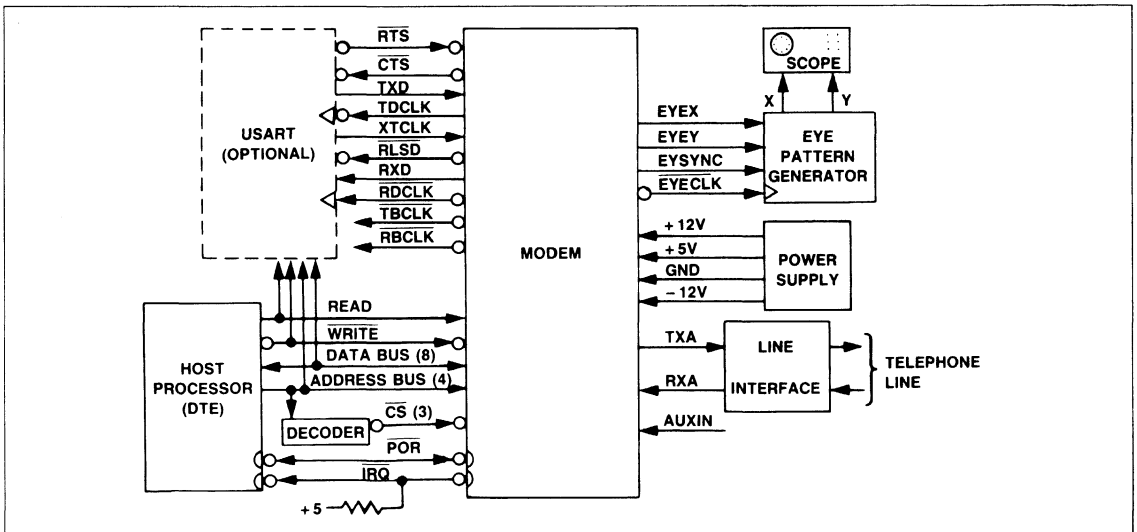 RTS
CTS
TXD
TDCLK
XTCLK
RLSD
RXD
RDCLK
TBCLK
RBCLK
USART
(OPTIONAL)
MODEM
SCOPE
X
Y
EYEX
EYEY
EYSYNC
EYECLK
EYE
PATTERN
GENERATOR
+ 12V
+ 5V
GND
− 12V
POWER
SUPPLY
HOST
PROCESSOR
(DTE)
READ
WRITE
DATA BUS (8)
ADDRESS BUS (4)
DECODER
CS (3)
POR
IRQ
+ 5
TXA
RXA
AUXIN
LINE
INTERFACE
TELEPHONE
LINE